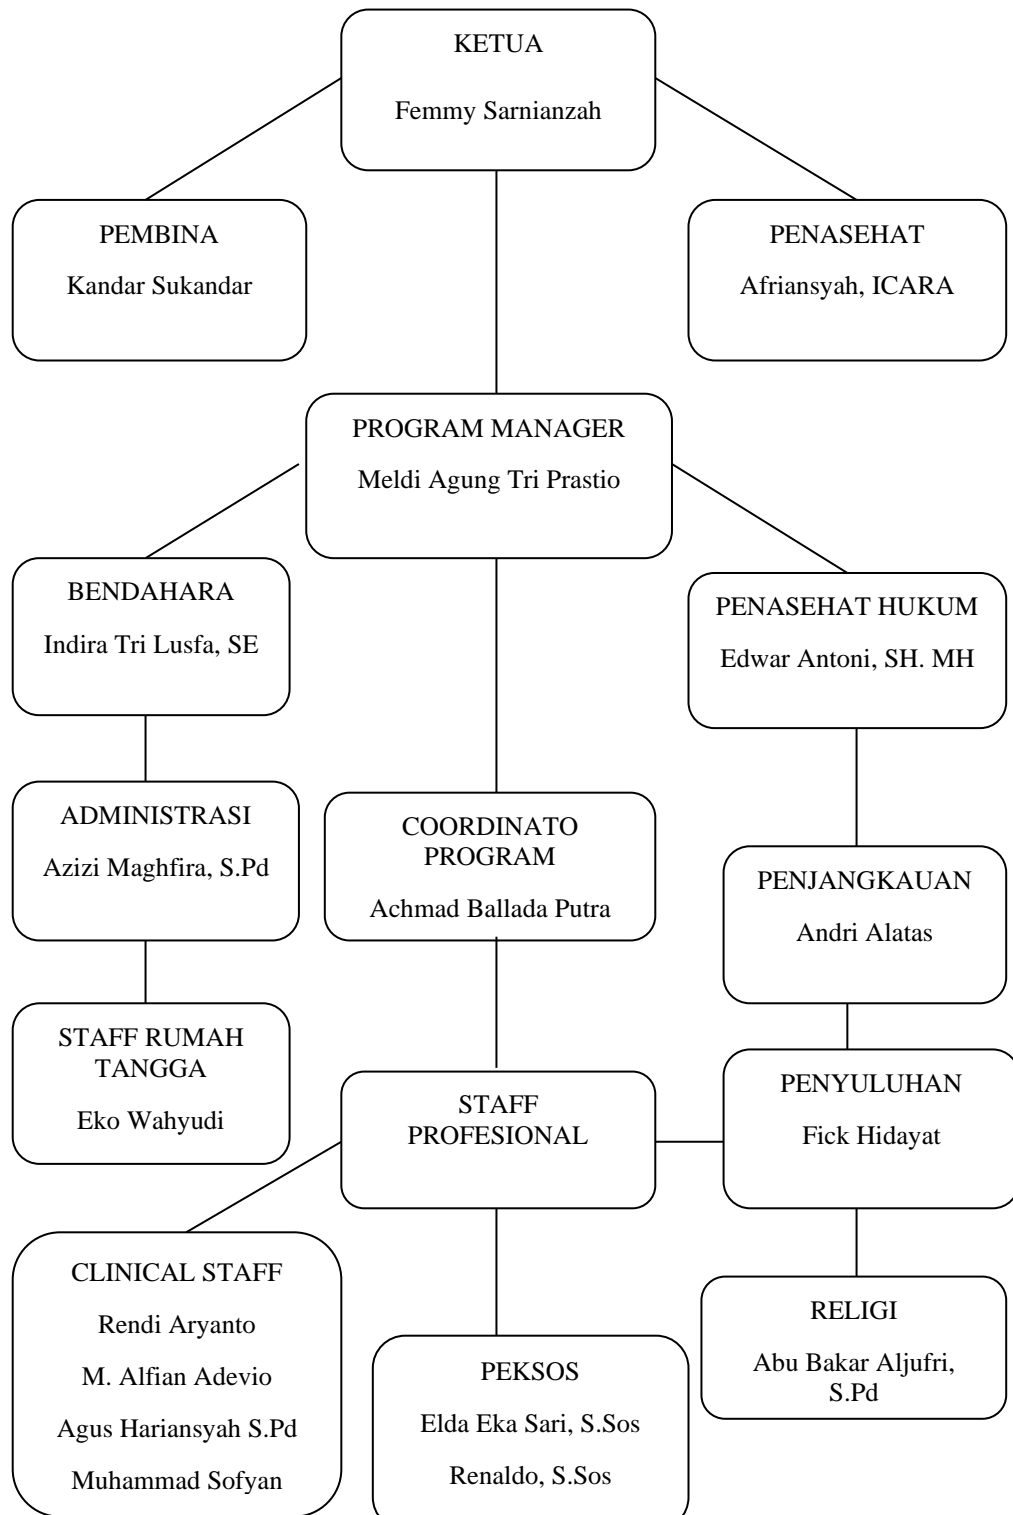 KETUA
Femmy Sarnianzah
PEMBINA
Kandar Sukandar
PENASEHAT
Afriansyah, ICARA
PROGRAM MANAGER
Meldi Agung Tri Prastio
BENDAHARA
Indira Tri Lusfa, SE
PENASEHAT HUKUM
Edwar Antoni, SH. MH
ADMINISTRASI
Azizi Maghfira, S.Pd
COORDINATO
PROGRAM
Achmad Ballada Putra
PENJANGKAUAN
Andri Alatas
STAFF RUMAH
TANGGA
Eko Wahyudi
STAFF
PROFESIONAL
PENYULUHAN
Fick Hidayat
CLINICAL STAFF
Rendi Aryanto
M. Alfian Adevio
Agus Hariansyah S.Pd
Muhammad Sofyan
PEKSOS
Elda Eka Sari, S.Sos
Renaldo, S.Sos
RELIGI
Abu Bakar Aljufri,
S.Pd